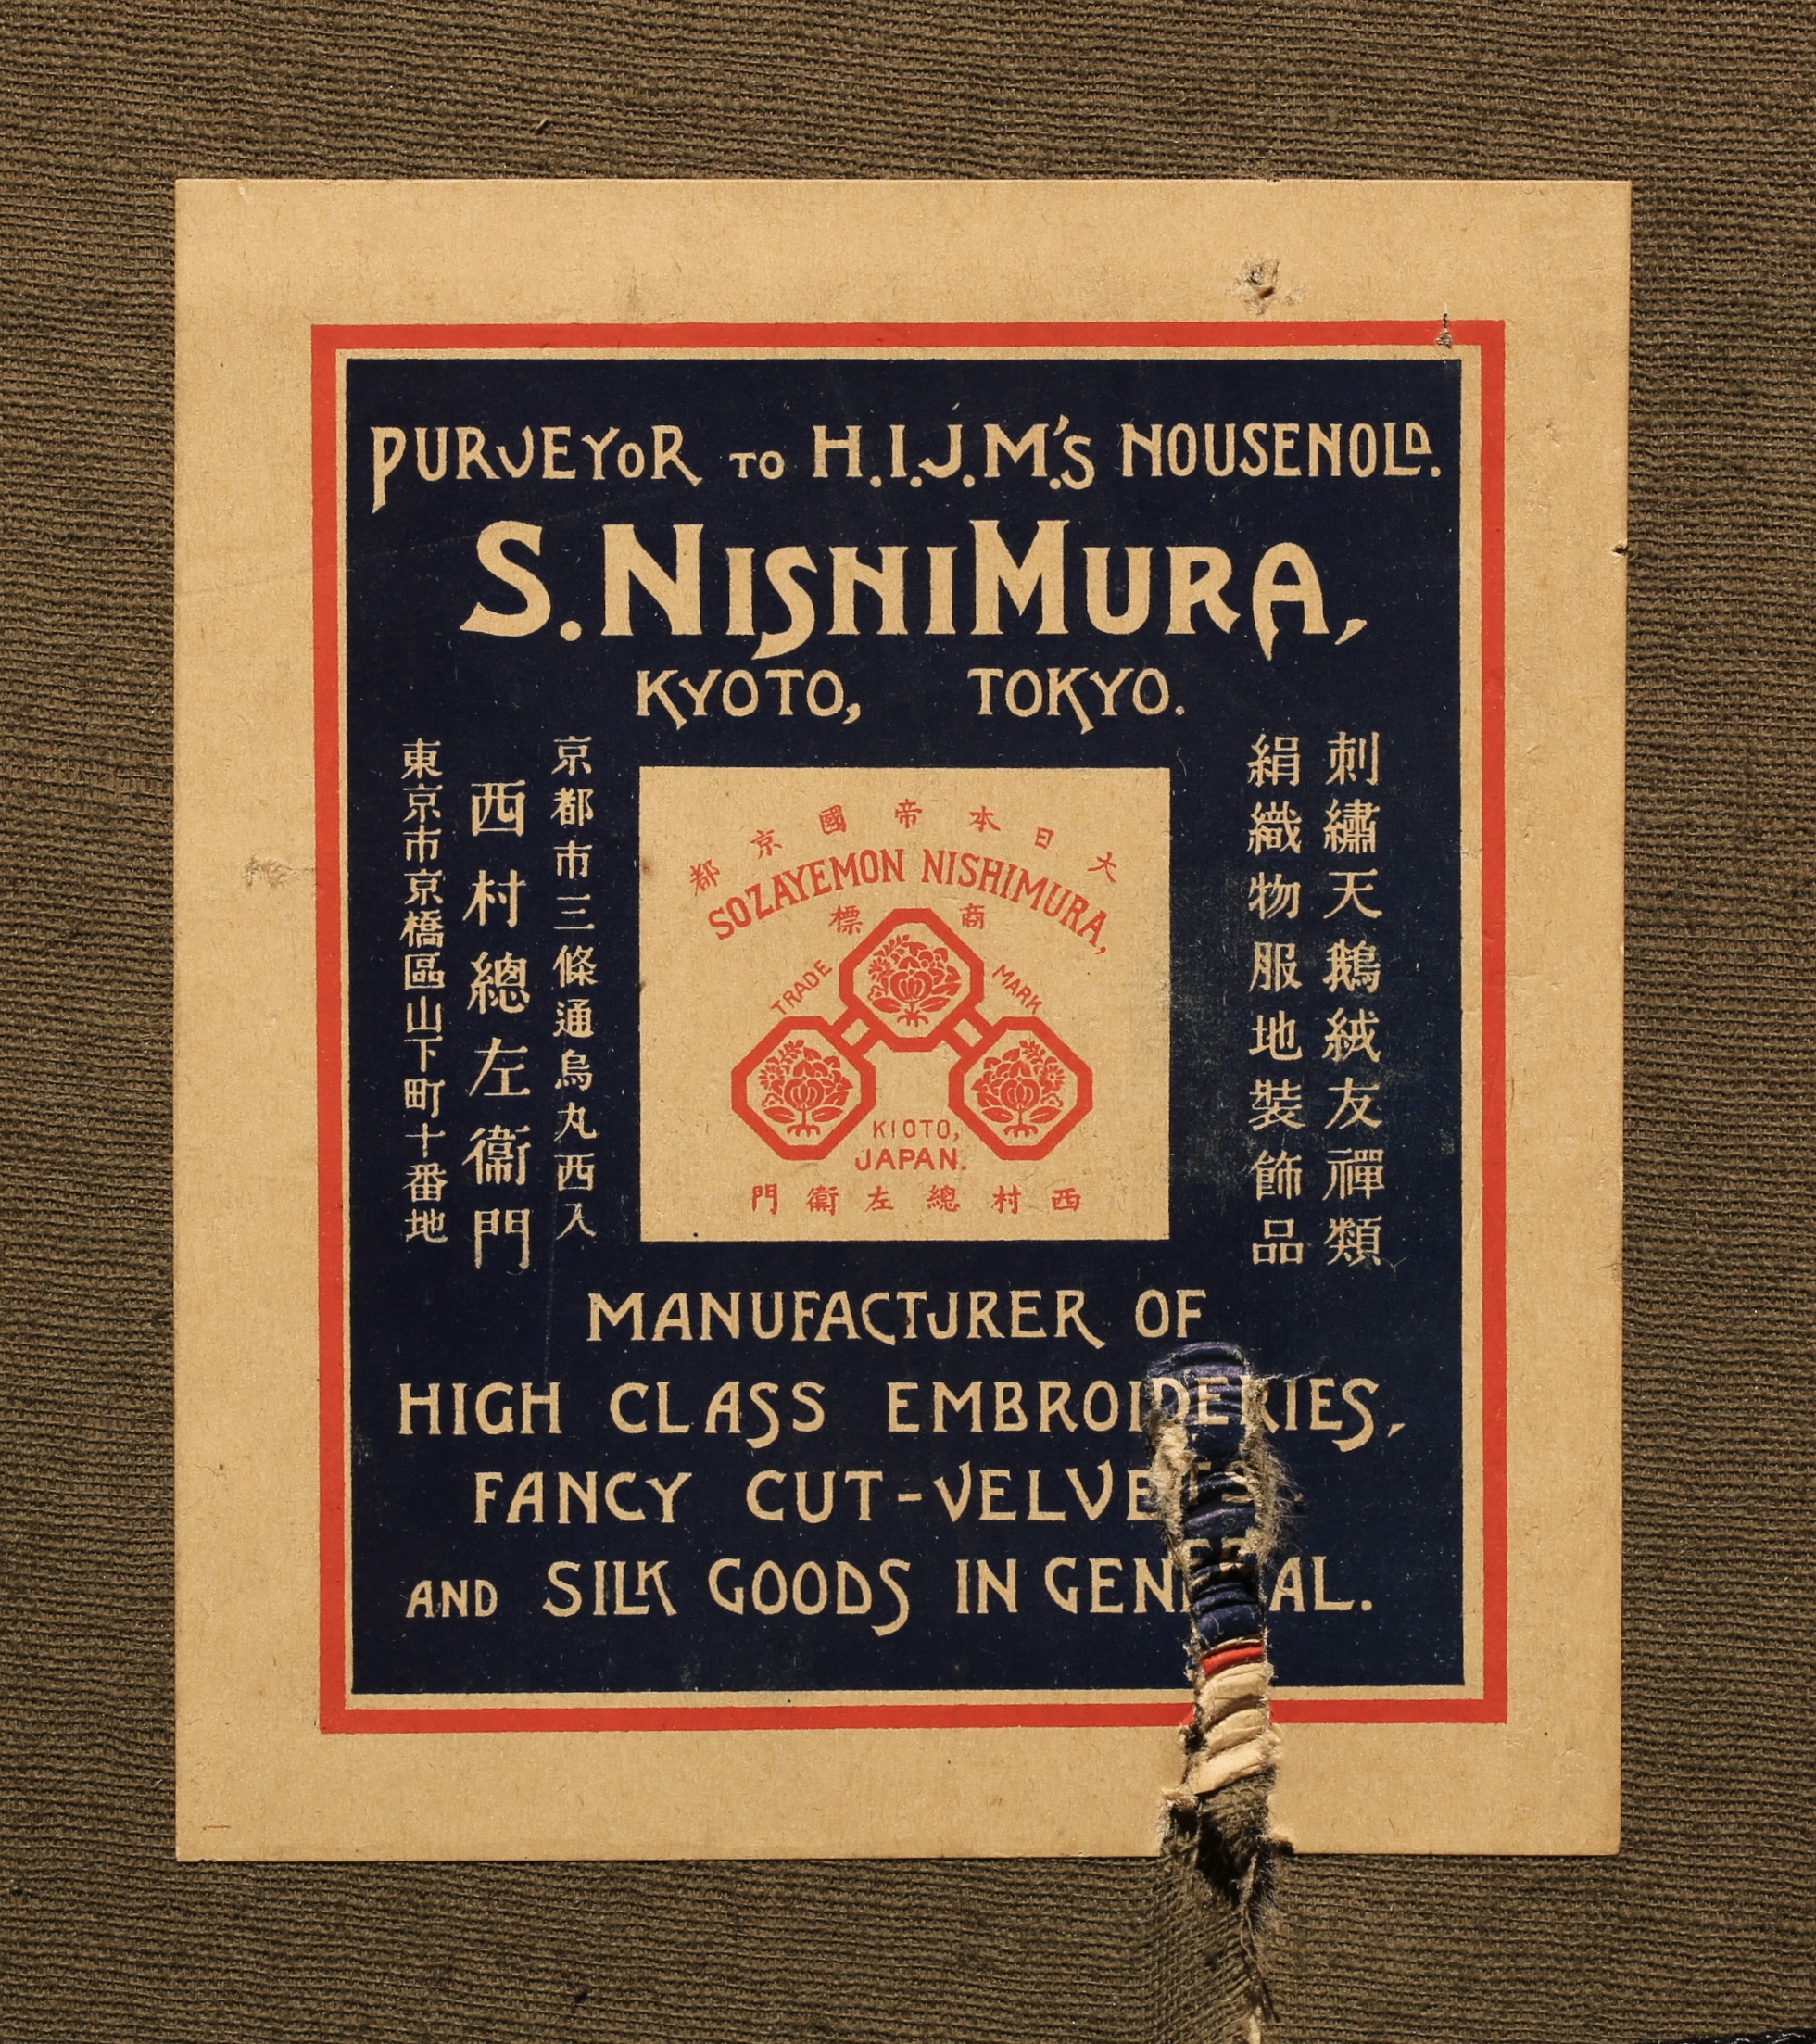 PURVEYOR TO H.I.J.M.'S NOUSENOLD.
S. NISHIMURA,
KYOTO, TOKYO.
刺繡天鵝絨友禪類
絹織物服地裝飾品
大日本帝國京都
SOZAYEMON NISHIMURA,
商標
TRADE MARK
KIOTO,
JAPAN.
西村總左衞門
京都市三條通烏丸西入
西村總左衞門
東京市京橋區山下町十番地
MANUFACTURER OF
HIGH CLASS EMBROIDERIES,
FANCY CUT-VELVETS.
AND SILK GOODS IN GENERAL.